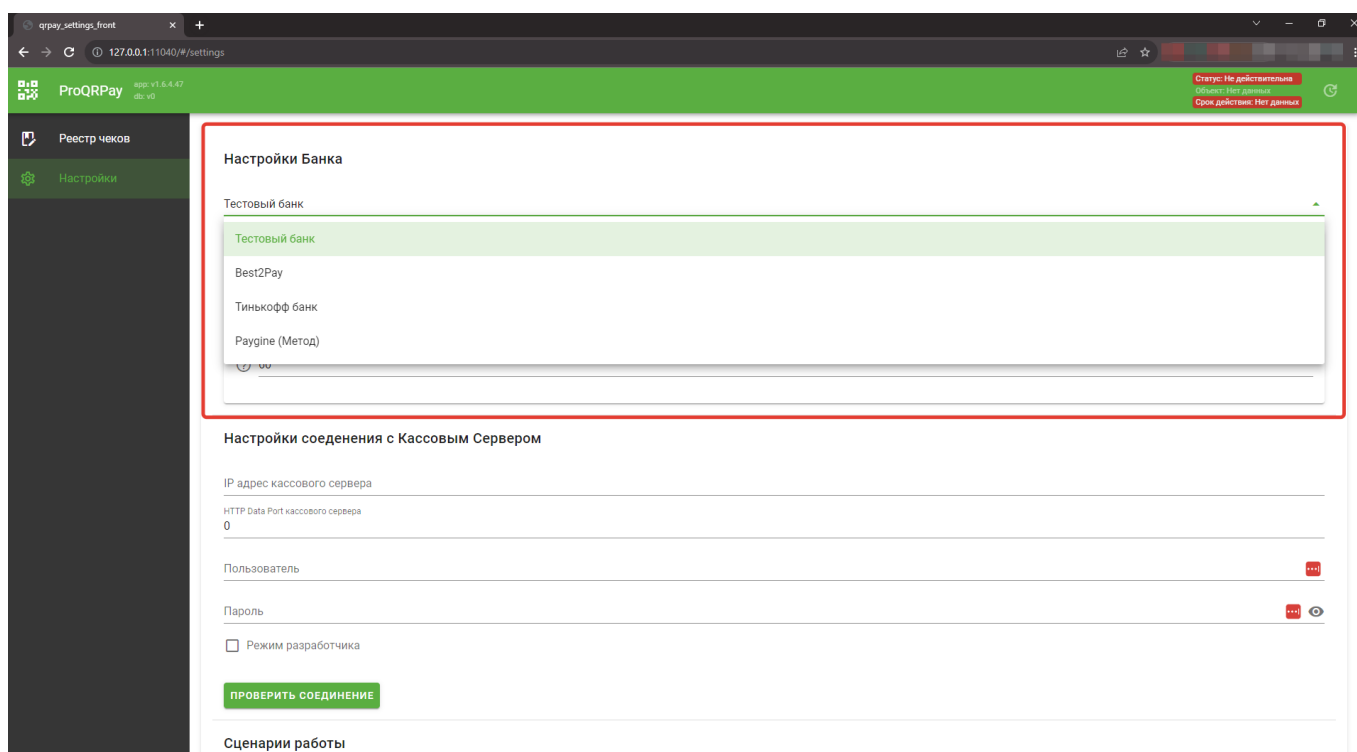 qrpay_settings_front
127.0.0.1:11040/#/settings
ProQRPay
app: v1.6.4.47
db: v0
Статус: Не действительна
Объект: Нет данных
Срок действия: Нет данных
Реестр чеков
Настройки
Настройки Банка
Тестовый банк
Тестовый банк
Best2Pay
Тинькофф банк
Paygine (Метод)
60
Настройки соеденения с Кассовым Сервером
IP адрес кассового сервера
HTTP Data Port кассового сервера
0
Пользователь
Пароль
Режим разработчика
ПРОВЕРИТЬ СОЕДИНЕНИЕ
Сценарии работы